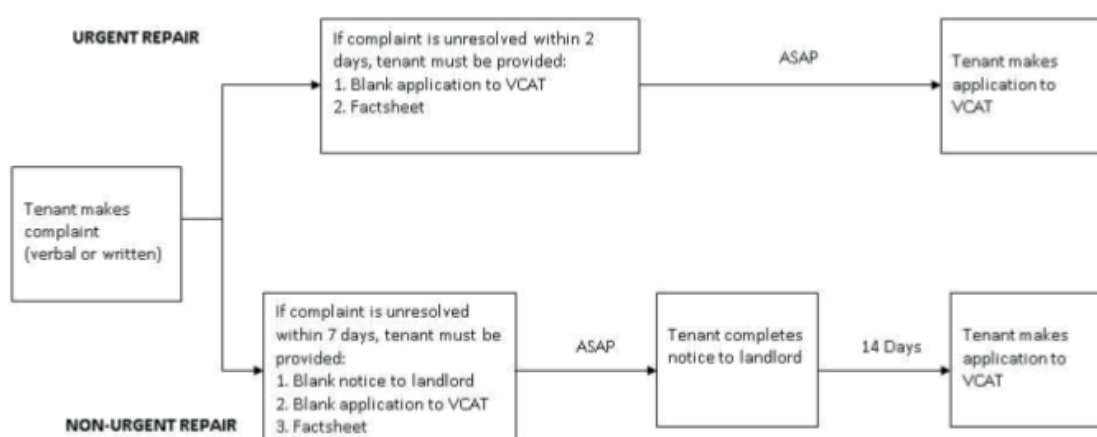 URGENT REPAIR
If complaint is unresolved within 2
days, tenant must be provided:
1. Blank application to VCAT
2. Factsheet
ASAP
Tenant makes
application to
VCAT
Tenant makes
complaint
(verbal or written)
If complaint is unresolved
within 7 days, tenant must be
provided:
1. Blank notice to landlord
2. Blank application to VCAT
3. Factsheet
ASAP
Tenant completes
notice to landlord
14 Days
Tenant makes
application to
VCAT
NON-URGENT REPAIR